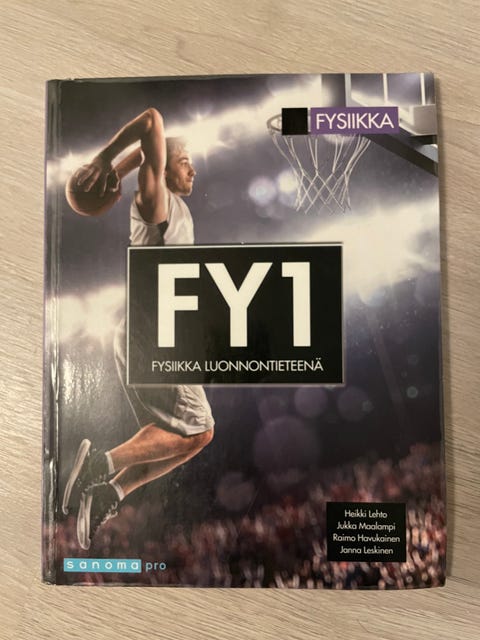 FYSIIKKA
FY1
FYSIIKKA LUONNONTIETEENÄ
Heikki Lehto
Jukka Maalampi
Raimo Havukainen
Janna Leskinen
sanoma pro